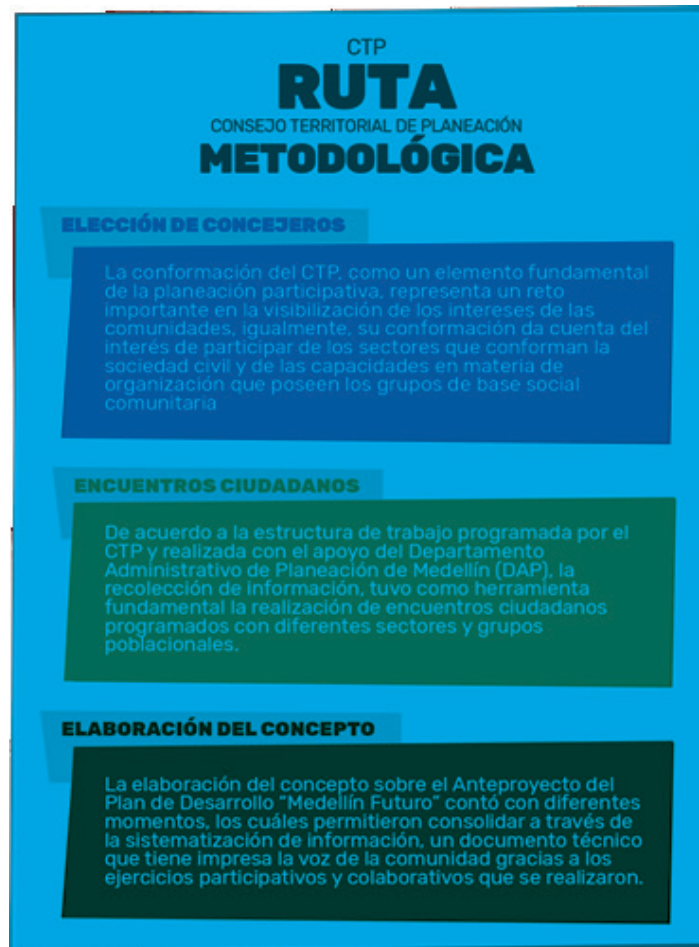 CTP
RUTA
CONSEJO TERRITORIAL DE PLANEACIÓN
METODOLÓGICA
ELECCIÓN DE CONCEJEROS
La conformación del CTP, como un elemento fundamental
de la planeación participativa, representa un reto
importante en la visibilización de los intereses de las
comunidades, igualmente, su conformación da cuenta del
interés de participar de los sectores que conforman la
sociedad civil y de las capacidades en materia de
organización que poseen los grupos de base social
comunitaria
ENCUENTROS CIUDADANOS
De acuerdo a la estructura de trabajo programada por el
CTP y realizada con el apoyo del Departamento
Administrativo de Planeación de Medellín (DAP), la
recolección de información, tuvo como herramienta
fundamental la realización de encuentros ciudadanos
programados con diferentes sectores y grupos
poblacionales.
ELABORACIÓN DEL CONCEPTO
La elaboración del concepto sobre el Anteproyecto del
Plan de Desarrollo "Medellín Futuro" contó con diferentes
momentos, los cuáles permitieron consolidar a través de
la sistematización de información, un documento técnico
que tiene impresa la voz de la comunidad gracias a los
ejercicios participativos y colaborativos que se realizaron.